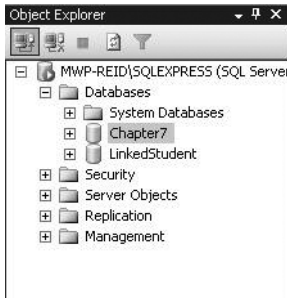 Object Explorer
MWP-REID\SQLEXPRESS (SQL Server
Databases
System Databases
Chapter7
LinkedStudent
Security
Server Objects
Replication
Management